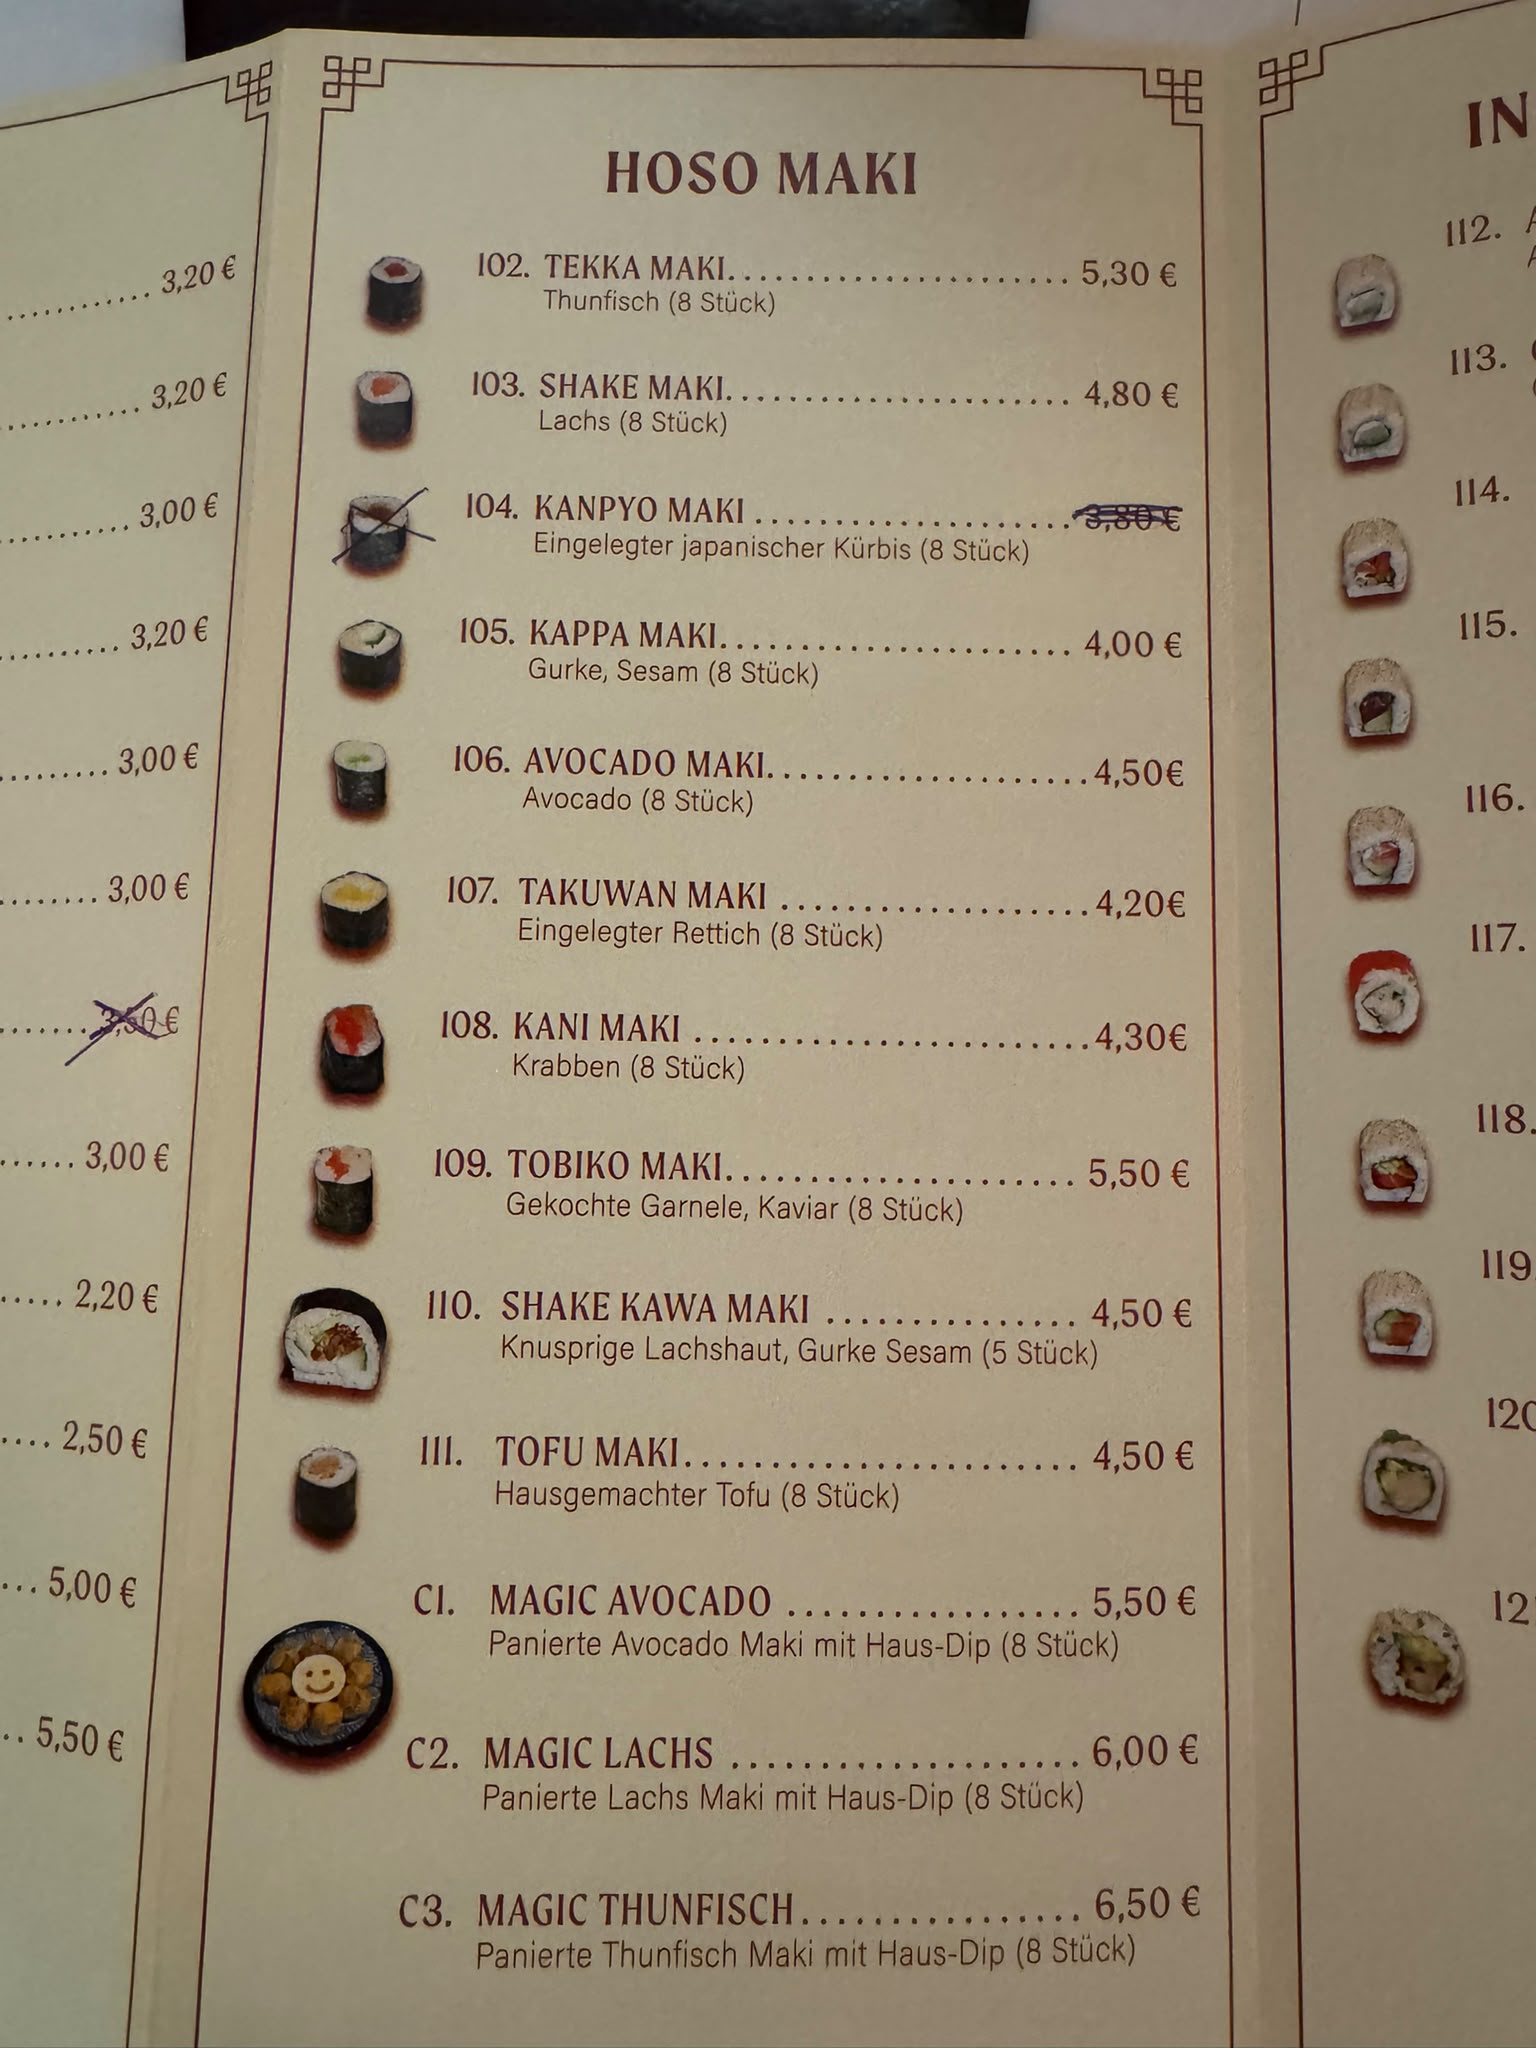 3,20 €
3,20 €
3,00 €
3,20 €
3,00 €
3,00 €
3,50 €
3,00 €
2,20 €
2,50 €
5,00 €
5,50 €
HOSO MAKI
102. TEKKA MAKI.......................... 5,30 €
Thunfisch (8 Stück)
103. SHAKE MAKI.......................... 4,80 €
Lachs (8 Stück)
104. KANPYO MAKI ........................ 3,80 €
Eingelegter japanischer Kürbis (8 Stück)
105. KAPPA MAKI.......................... 4,00 €
Gurke, Sesam (8 Stück)
106. AVOCADO MAKI........................4,50€
Avocado (8 Stück)
107. TAKUWAN MAKI .......................4,20€
Eingelegter Rettich (8 Stück)
108. KANI MAKI .............................4,30€
Krabben (8 Stück)
109. TOBIKO MAKI.......................... 5,50 €
Gekochte Garnele, Kaviar (8 Stück)
110. SHAKE KAWA MAKI ................... 4,50 €
Knusprige Lachshaut, Gurke Sesam (5 Stück)
111. TOFU MAKI............................. 4,50 €
Hausgemachter Tofu (8 Stück)
C1. MAGIC AVOCADO ...................... 5,50 €
Panierte Avocado Maki mit Haus-Dip (8 Stück)
C2. MAGIC LACHS .......................... 6,00 €
Panierte Lachs Maki mit Haus-Dip (8 Stück)
C3. MAGIC THUNFISCH..................... 6,50 €
Panierte Thunfisch Maki mit Haus-Dip (8 Stück)
IN
112.
113.
114.
115.
116.
117.
118.
119
120
12